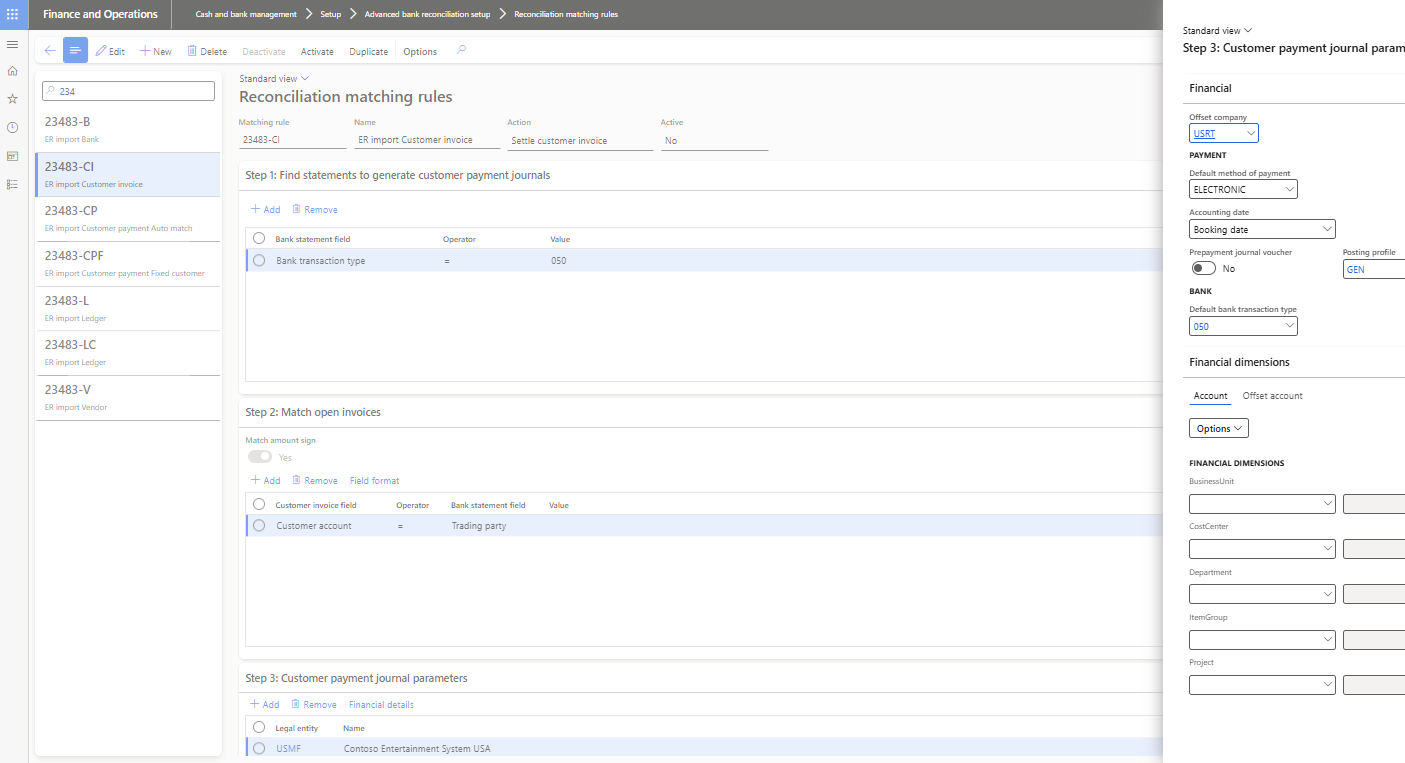 Finance and Operations
Cash and bank management > Setup > Advanced bank reconciliation setup > Reconciliation matching rules
Edit
New
Delete
Deactivate
Activate
Duplicate
Options
234
23483-B
ER import Bank
23483-CI
ER import Customer invoice
23483-CP
ER import Customer payment Auto match
23483-CPF
ER import Customer payment Fixed customer
23483-L
ER import Ledger
23483-LC
ER import Ledger
23483-V
ER import Vendor
Standard view
Reconciliation matching rules
Matching rule Name Action Active
23483-CI ER import Customer invoice Settle customer invoice No
Step 1: Find statements to generate customer payment journals
+ Add Remove
Bank statement field Operator Value
Bank transaction type = 050
Step 2: Match open invoices
Match amount sign
Yes
+ Add Remove Field format
Customer invoice field Operator Bank statement field Value
Customer account = Trading party
Step 3: Customer payment journal parameters
+ Add Remove Financial details
Legal entity Name
USMF Contoso Entertainment System USA
Standard view
Step 3: Customer payment journal param
Financial
Offset company
USRT
PAYMENT
Default method of payment
ELECTRONIC
Accounting date
Booking date
Prepayment journal voucher Posting profile
No GEN
BANK
Default bank transaction type
050
Financial dimensions
Account Offset account
Options
FINANCIAL DIMENSIONS
BusinessUnit
CostCenter
Department
ItemGroup
Project